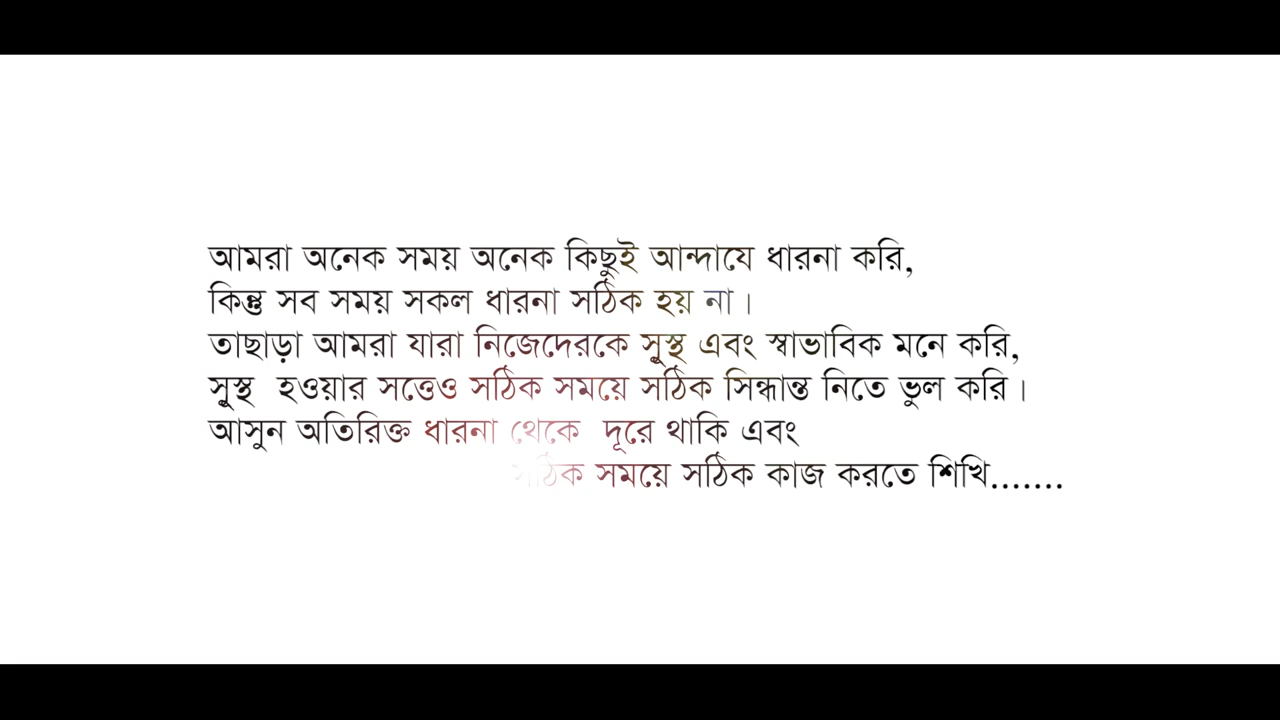 আমরা অনেক সময় অনেক কিছুই আন্দাযে ধারনা করি,
কিন্তু সব সময় সকল ধারনা সঠিক হয় না।
তাছাড়া আমরা যারা নিজেদেরকে সুস্থ এবং স্বাভাবিক মনে করি,
সুস্থ হওয়ার সত্তেও সঠিক সময়ে সঠিক সিদ্ধান্ত নিতে ভুল করি।
আসুন অতিরিক্ত ধারনা থেকে দূরে থাকি এবং
সঠিক সময়ে সঠিক কাজ করতে শিখি.......